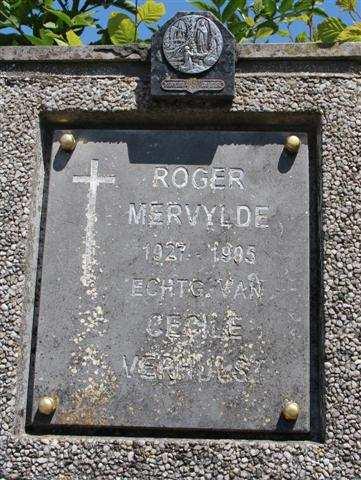 ROGER
MERVYLDE
1927 - 1995
ECHTG. VAN
CECILE
VERHULST